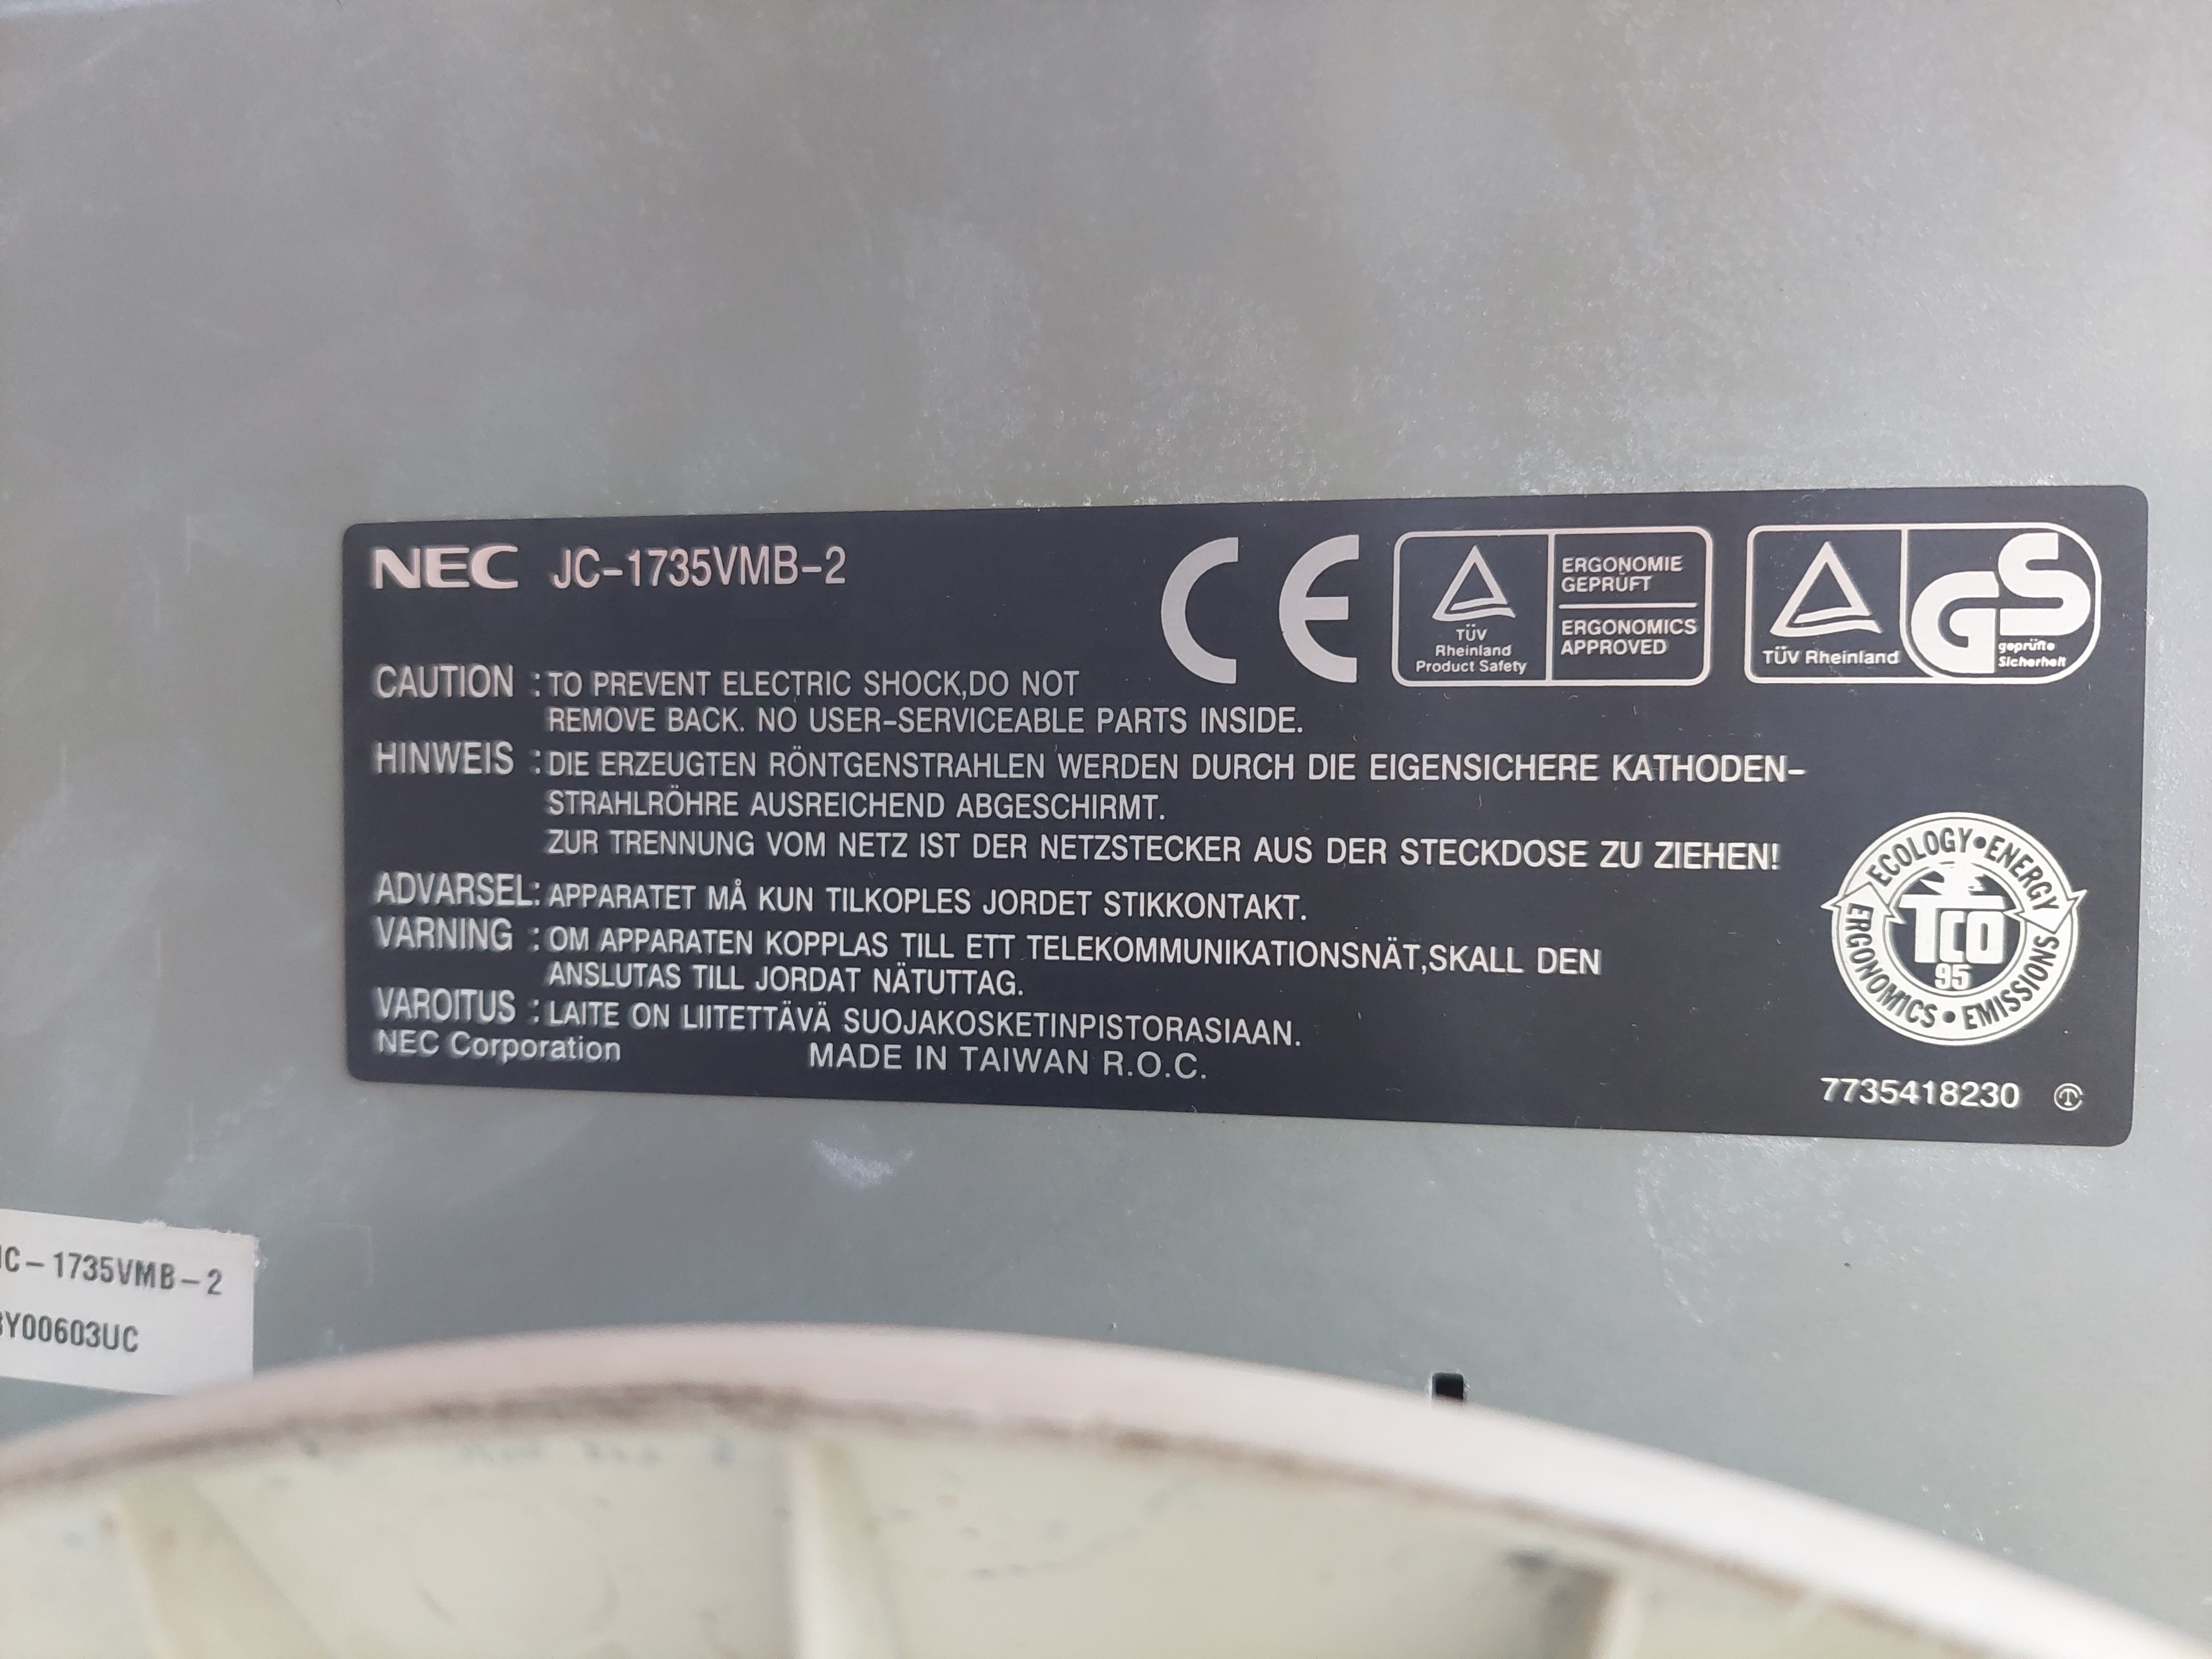 NEC JC-1735VMB-2
CE
TÜV
Rheinland
Product Safety
ERGONOMIE
GEPRÜFT
ERGONOMICS
APPROVED
TÜV Rheinland
GS
geprüfte
Sicherheit
CAUTION : TO PREVENT ELECTRIC SHOCK,DO NOT
REMOVE BACK. NO USER-SERVICEABLE PARTS INSIDE.
HINWEIS : DIE ERZEUGTEN RÖNTGENSTRAHLEN WERDEN DURCH DIE EIGENSICHERE KATHODEN-
STRAHLRÖHRE AUSREICHEND ABGESCHIRMT.
ZUR TRENNUNG VOM NETZ IST DER NETZSTECKER AUS DER STECKDOSE ZU ZIEHEN!
ADVARSEL: APPARATET MÅ KUN TILKOPLES JORDET STIKKONTAKT.
VARNING : OM APPARATEN KOPPLAS TILL ETT TELEKOMMUNIKATIONSNÄT,SKALL DEN
ANSLUTAS TILL JORDAT NÄTUTTAG.
VAROITUS : LAITE ON LIITETTÄVÄ SUOJAKOSKETINPISTORASIAAN.
NEC Corporation MADE IN TAIWAN R.O.C.
ECOLOGY • ENERGY
TCO
95
ERGONOMICS • EMISSIONS
7735418230
JC-1735VMB-2
Y00603UC